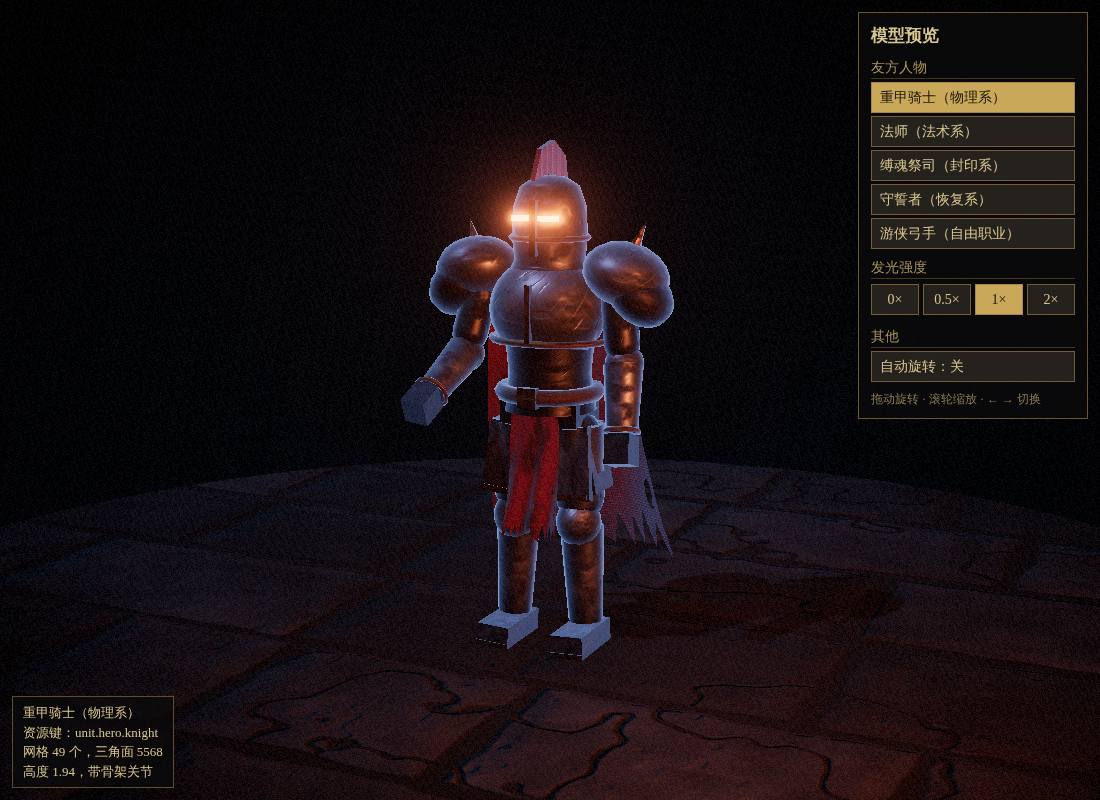 模型预览
友方人物
重甲骑士（物理系）
法师（法术系）
缚魂祭司（封印系）
守誓者（恢复系）
游侠弓手（自由职业）
发光强度
0×
0.5×
1×
2×
其他
自动旋转：关
拖动旋转 · 滚轮缩放 · ← → 切换
重甲骑士（物理系）
资源键：unit.hero.knight
网格 49 个，三角面 5568
高度 1.94，带骨架关节